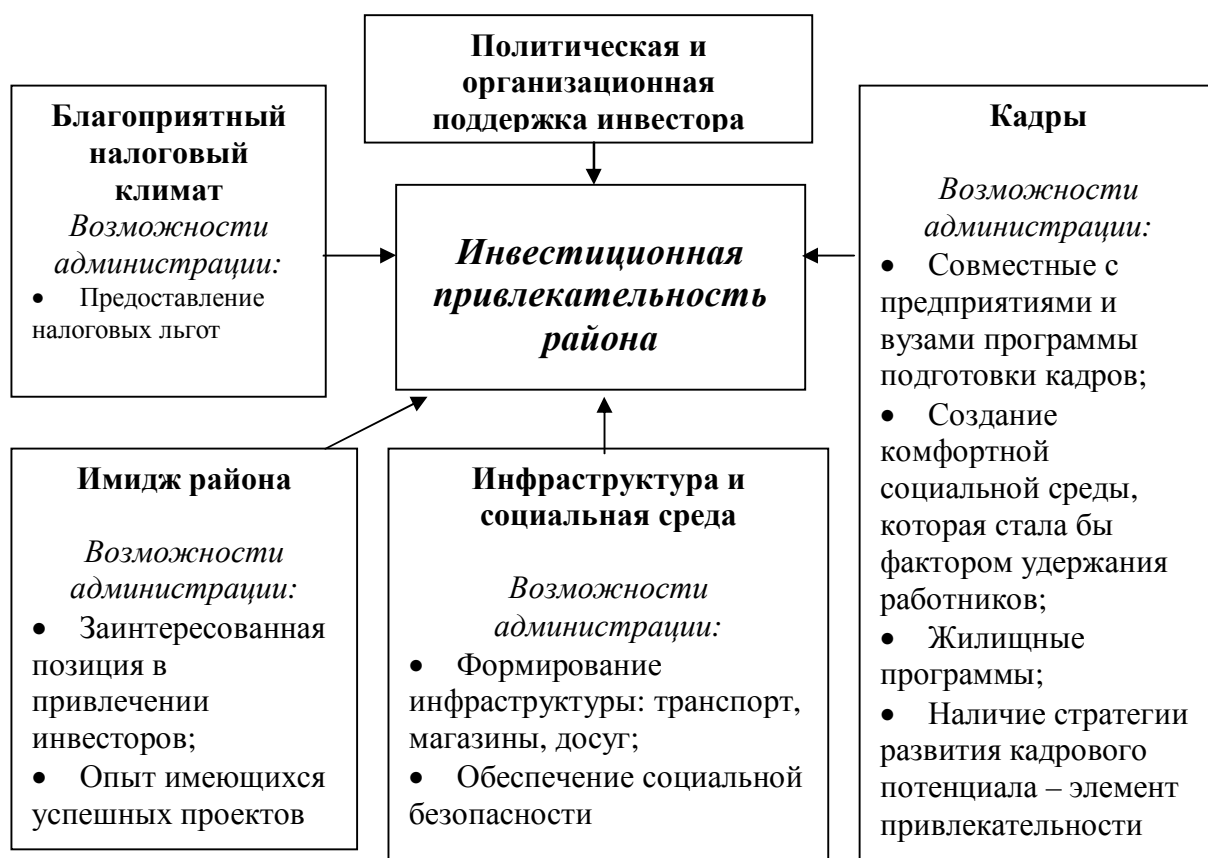 Политическая и
организационная
поддержка инвестора
Благоприятный
налоговый
климат
Возможности
администрации:
• Предоставление
налоговых льгот
Инвестиционная
привлекательность
района
Кадры
Возможности
администрации:
• Совместные с
предприятиями и
вузами программы
подготовки кадров;
• Создание
комфортной
социальной среды,
которая стала бы
фактором удержания
работников;
• Жилищные
программы;
• Наличие стратегии
развития кадрового
потенциала – элемент
привлекательности
Имидж района
Возможности
администрации:
• Заинтересованная
позиция в
привлечении
инвесторов;
• Опыт имеющихся
успешных проектов
Инфраструктура и
социальная среда
Возможности
администрации:
• Формирование
инфраструктуры: транспорт,
магазины, досуг;
• Обеспечение социальной
безопасности